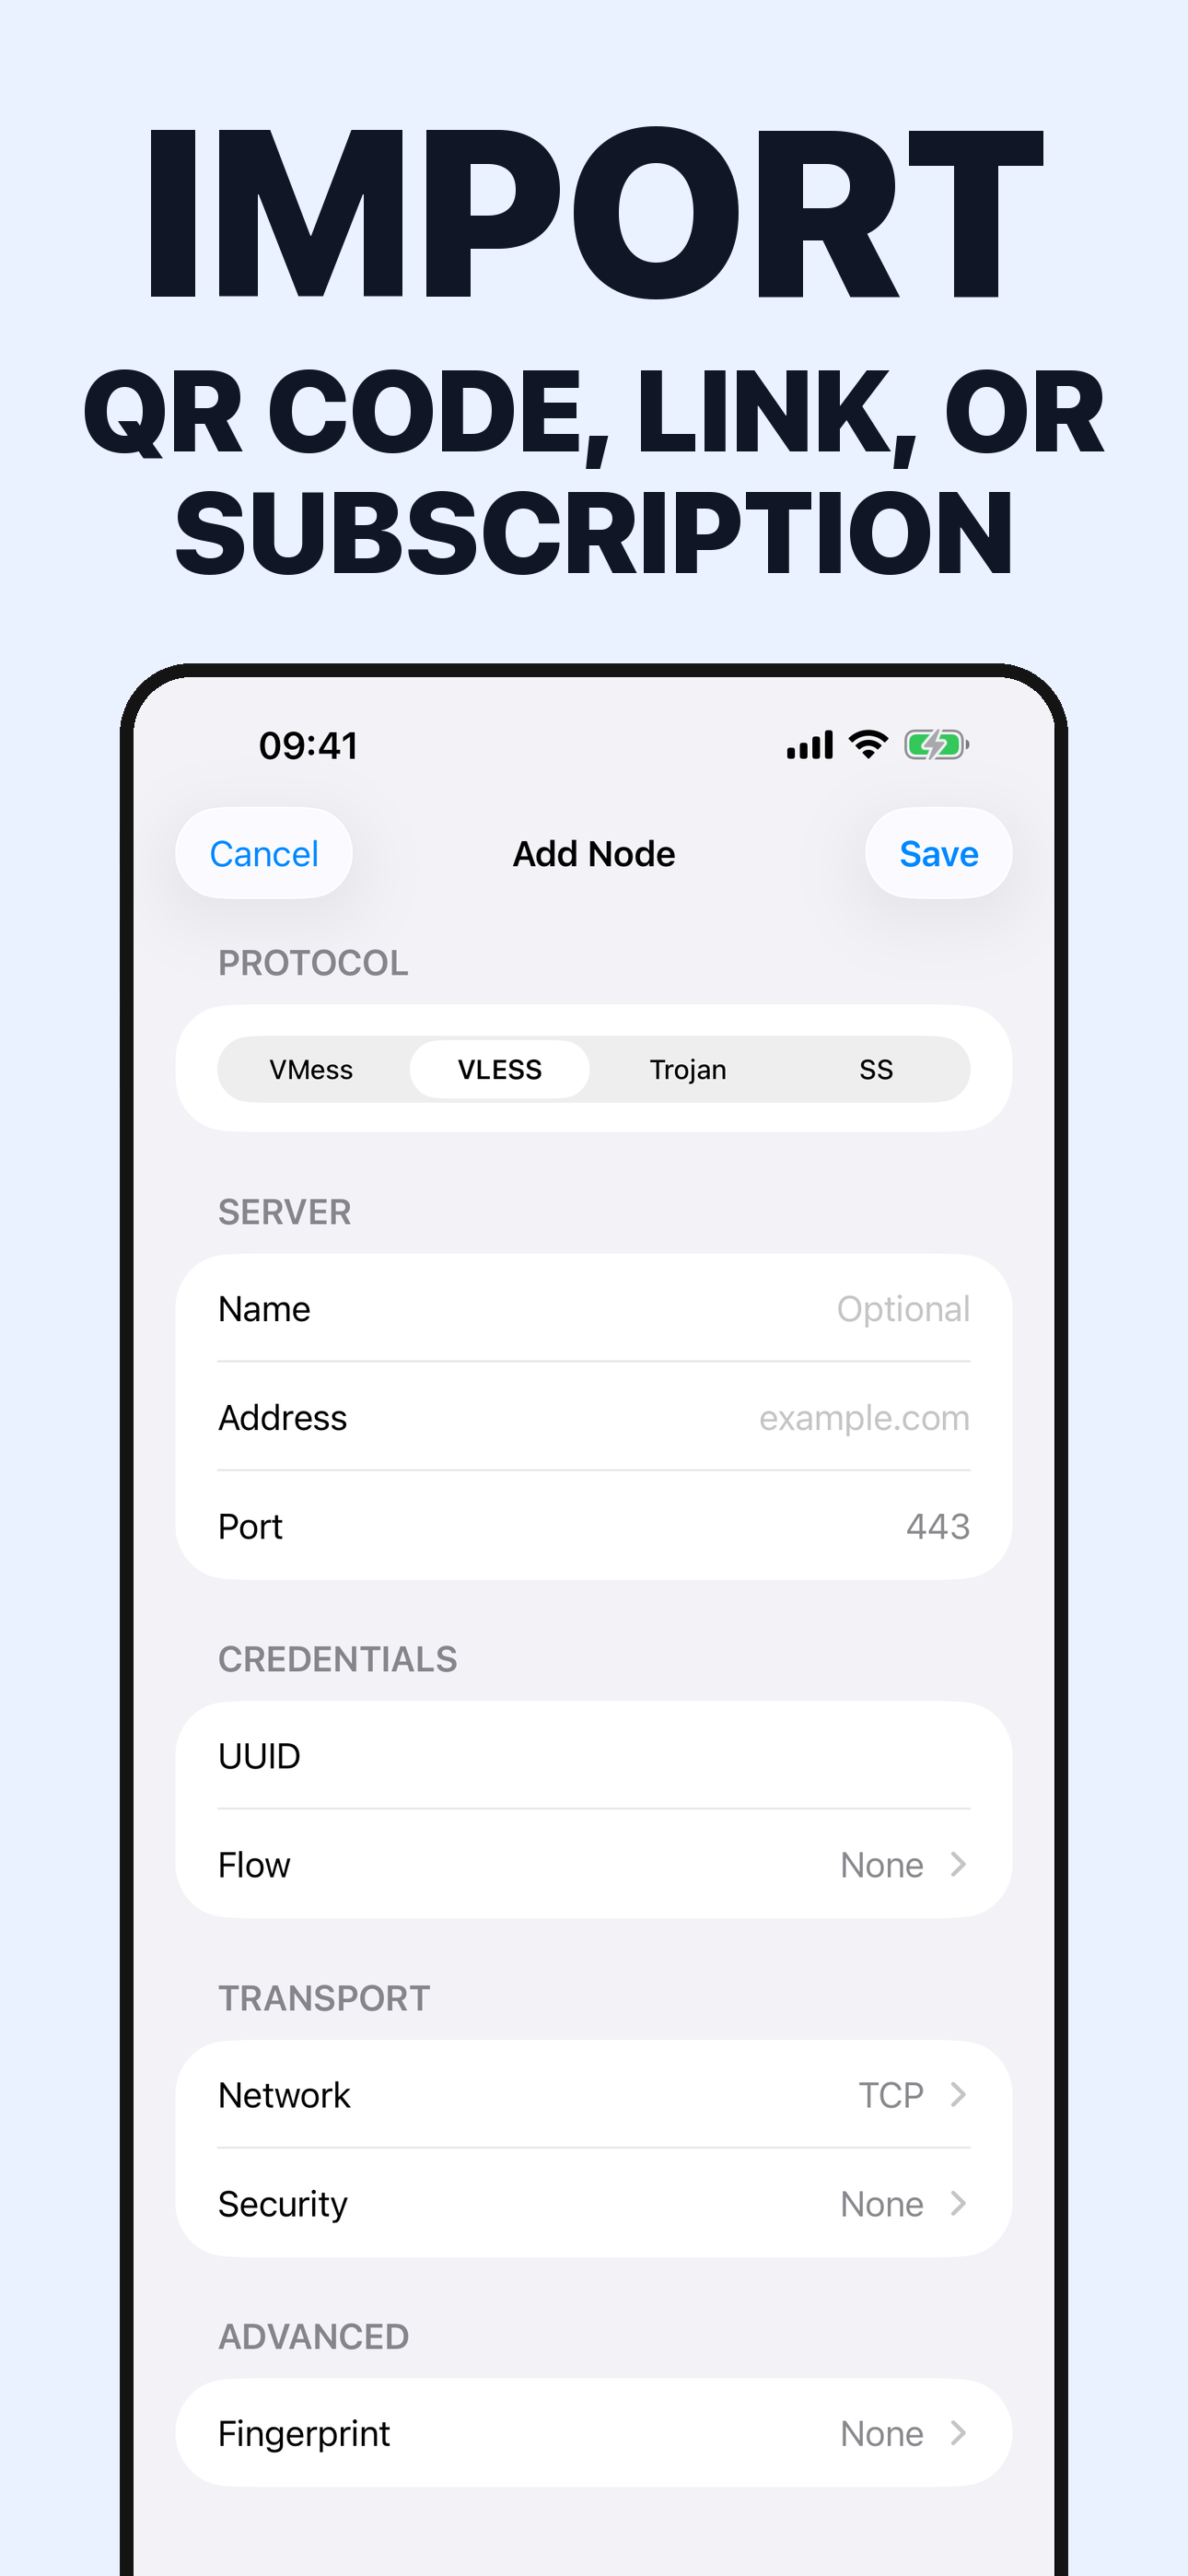 IMPORT
QR CODE, LINK, OR
SUBSCRIPTION
09:41
Cancel
Add Node
Save
PROTOCOL
VMess VLESS Trojan SS
SERVER
Name Optional
Address example.com
Port 443
CREDENTIALS
UUID
Flow None
TRANSPORT
Network TCP
Security None
ADVANCED
Fingerprint None